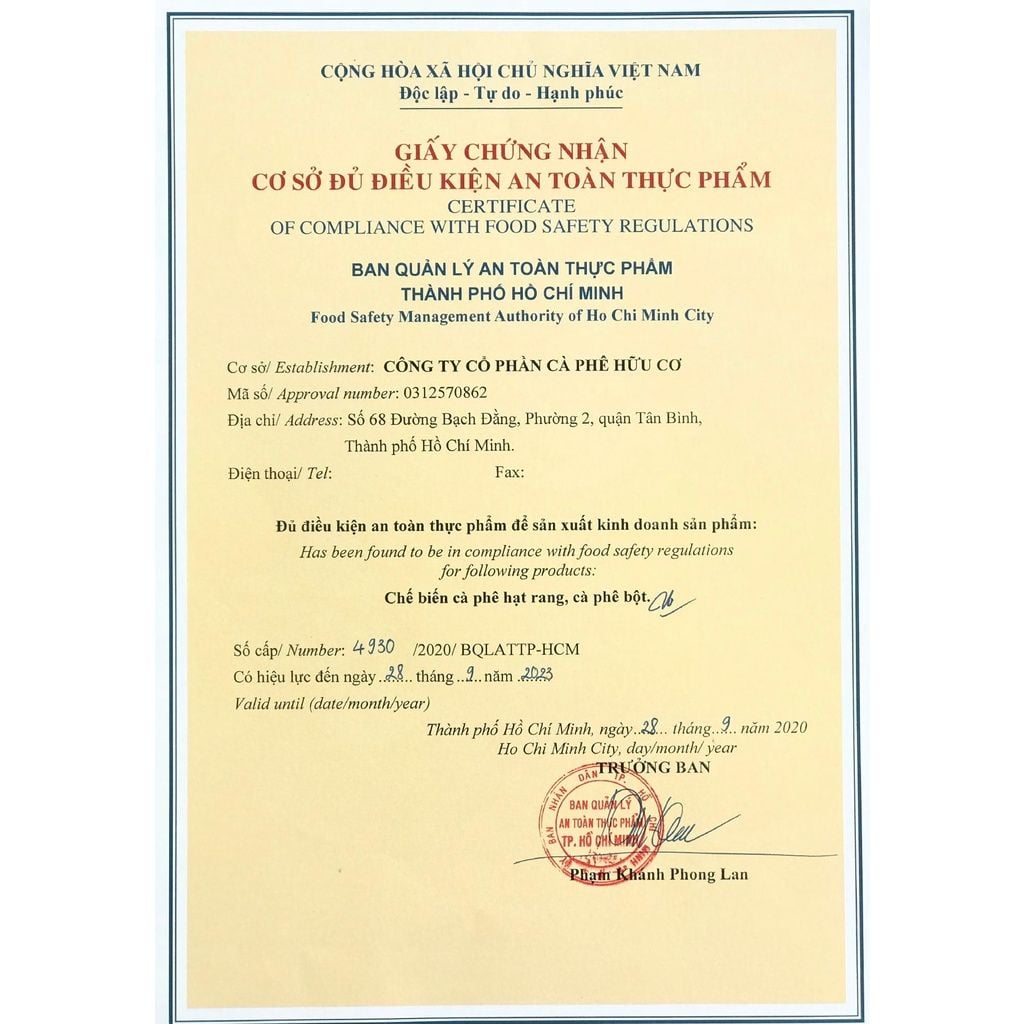 CỘNG HÒA XÃ HỘI CHỦ NGHĨA VIỆT NAM
Độc lập - Tự do - Hạnh phúc
GIẤY CHỨNG NHẬN
CƠ SỞ ĐỦ ĐIỀU KIỆN AN TOÀN THỰC PHẨM
CERTIFICATE
OF COMPLIANCE WITH FOOD SAFETY REGULATIONS
BAN QUẢN LÝ AN TOÀN THỰC PHẨM
THÀNH PHỐ HỒ CHÍ MINH
Food Safety Management Authority of Ho Chi Minh City
Cơ sở/ Establishment: CÔNG TY CỔ PHẦN CÀ PHÊ HỮU CƠ
Mã số/ Approval number: 0312570862
Địa chỉ/ Address: Số 68 Đường Bạch Đằng, Phường 2, quận Tân Bình,
Thành phố Hồ Chí Minh.
Điện thoại/ Tel: Fax:
Đủ điều kiện an toàn thực phẩm để sản xuất kinh doanh sản phẩm:
Has been found to be in compliance with food safety regulations
for following products:
Chế biến cà phê hạt rang, cà phê bột.
Số cấp/ Number: 4930 /2020/ BQLATTP-HCM
Có hiệu lực đến ngày ..28.. tháng ..9.. năm .2023
Valid until (date/month/year)
Thành phố Hồ Chí Minh, ngày..28... tháng..9... năm 2020
Ho Chi Minh City, day/month/ year
TRƯỞNG BAN
BAN NHÂN DÂN TP. HỒ CHÍ
BAN QUẢN LÝ
AN TOÀN THỰC PHẨM
TP. HỒ CHÍ MINH
Phạm Khánh Phong Lan